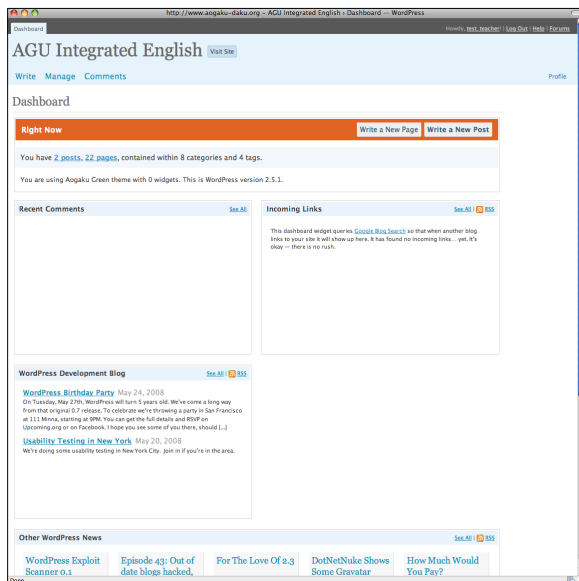 http://www.aogaku-daku.org – AGU Integrated English › Dashboard — WordPress
Dashboard
Howdy, test_teacher! | Log Out | Help | Forums
AGU Integrated English Visit Site
Write Manage Comments
Profile
Dashboard
Right Now
Write a New Page Write a New Post
You have 2 posts, 22 pages, contained within 8 categories and 4 tags.
You are using Aogaku Green theme with 0 widgets. This is WordPress version 2.5.1.
Recent Comments
See All
Incoming Links
See All | RSS
This dashboard widget queries Google Blog Search so that when another blog
links to your site it will show up here. It has found no incoming links... yet. It's
okay — there is no rush.
WordPress Development Blog
See All | RSS
WordPress Birthday Party May 24, 2008
On Tuesday, May 27th, WordPress will turn 5 years old. We've come a long way
from that original 0.7 release. To celebrate we're throwing a party in San Francisco
at 111 Minna, starting at 9PM. You can get the full details and RSVP on
Upcoming.org or on Facebook. I hope you see some of you there, should [...]
Usability Testing in New York May 20, 2008
We're doing some usability testing in New York City. Join in if you're in the area.
Other WordPress News
See All | RSS
WordPress Exploit
Scanner 0.1
Episode 43: Out of
date blogs hacked,
For The Love Of 2.3
DotNetNuke Shows
Some Gravatar
How Much Would
You Pay?
Done